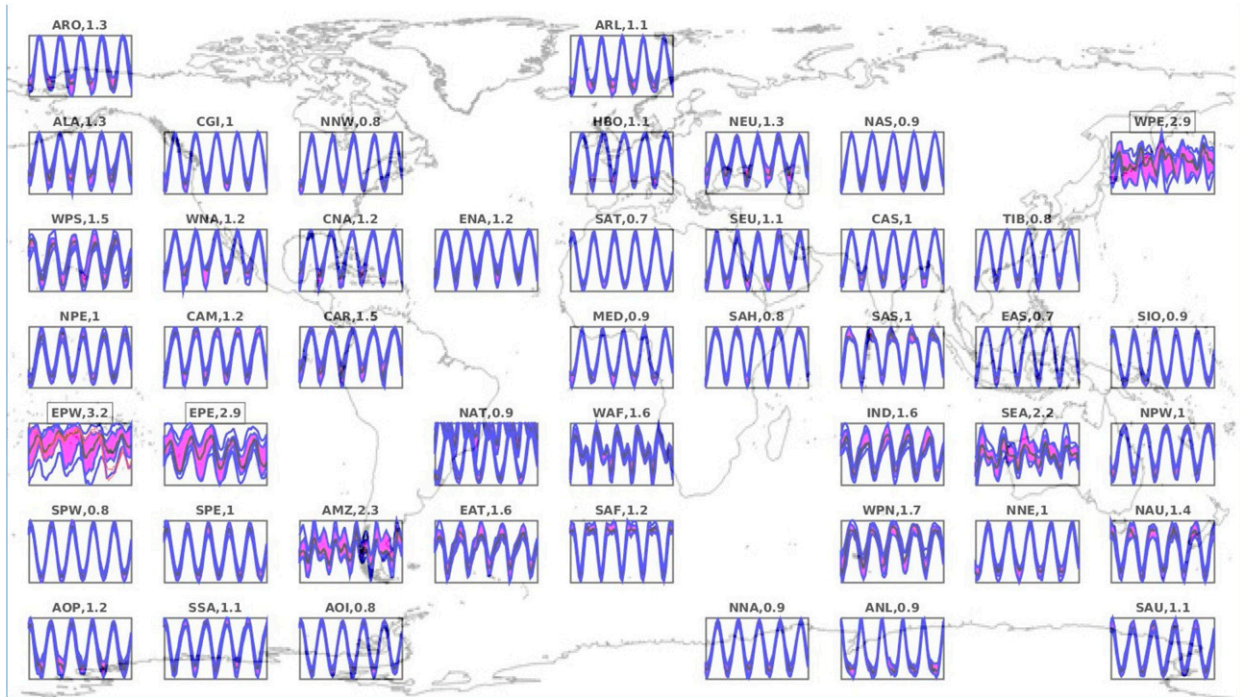 ARO,1.3 ARL,1.1
ALA,1.3 CGI,1 NNW,0.8 HBO,1.1 NEU,1.3 NAS,0.9 WPE,2.9
WPS,1.5 WNA,1.2 CNA,1.2 ENA,1.2 SAT,0.7 SEU,1.1 CAS,1 TIB,0.8
NPE,1 CAM,1.2 CAR,1.5 MED,0.9 SAH,0.8 SAS,1 EAS,0.7 SIO,0.9
EPW,3.2 EPE,2.9 NAT,0.9 WAF,1.6 IND,1.6 SEA,2.2 NPW,1
SPW,0.8 SPE,1 AMZ,2.3 EAT,1.6 SAF,1.2 WPN,1.7 NNE,1 NAU,1.4
AOP,1.2 SSA,1.1 AOI,0.8 NNA,0.9 ANL,0.9 SAU,1.1